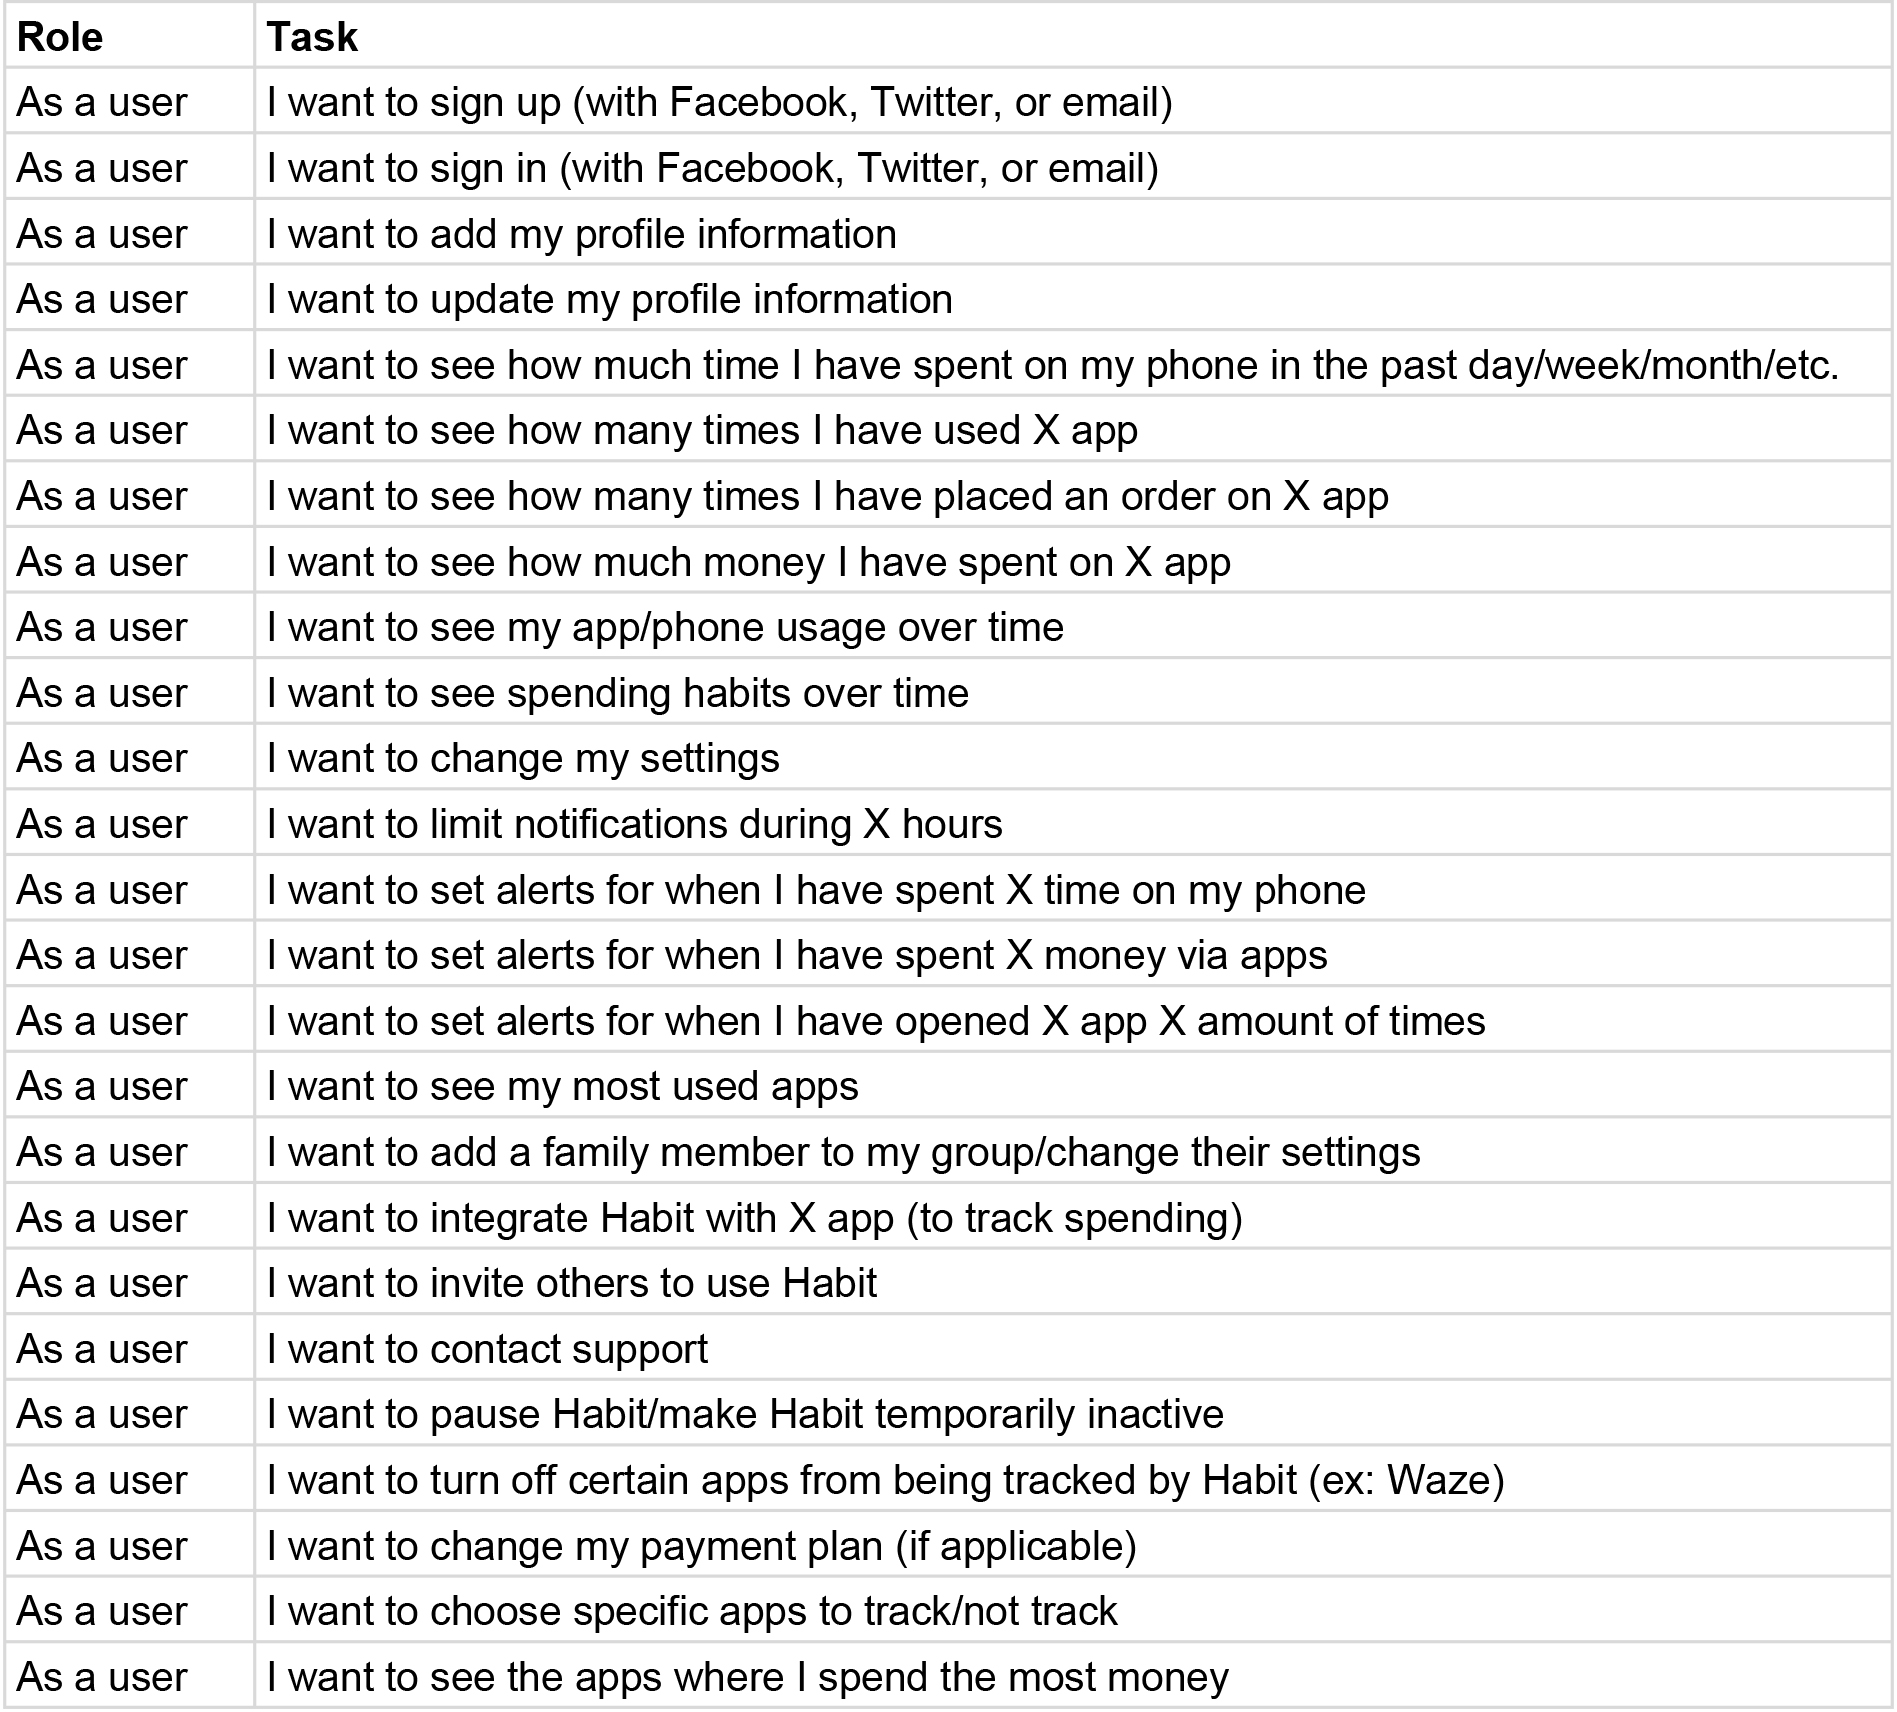 Role Task
As a user I want to sign up (with Facebook, Twitter, or email)
As a user I want to sign in (with Facebook, Twitter, or email)
As a user I want to add my profile information
As a user I want to update my profile information
As a user I want to see how much time I have spent on my phone in the past day/week/month/etc.
As a user I want to see how many times I have used X app
As a user I want to see how many times I have placed an order on X app
As a user I want to see how much money I have spent on X app
As a user I want to see my app/phone usage over time
As a user I want to see spending habits over time
As a user I want to change my settings
As a user I want to limit notifications during X hours
As a user I want to set alerts for when I have spent X time on my phone
As a user I want to set alerts for when I have spent X money via apps
As a user I want to set alerts for when I have opened X app X amount of times
As a user I want to see my most used apps
As a user I want to add a family member to my group/change their settings
As a user I want to integrate Habit with X app (to track spending)
As a user I want to invite others to use Habit
As a user I want to contact support
As a user I want to pause Habit/make Habit temporarily inactive
As a user I want to turn off certain apps from being tracked by Habit (ex: Waze)
As a user I want to change my payment plan (if applicable)
As a user I want to choose specific apps to track/not track
As a user I want to see the apps where I spend the most money